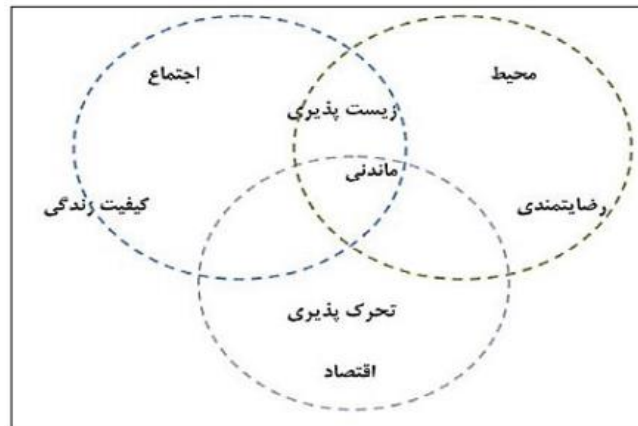 محیط
اجتماع
زیست پذیری
ماندنی
رضایتمندی
کیفیت زندگی
تحرک پذیری
اقتصاد